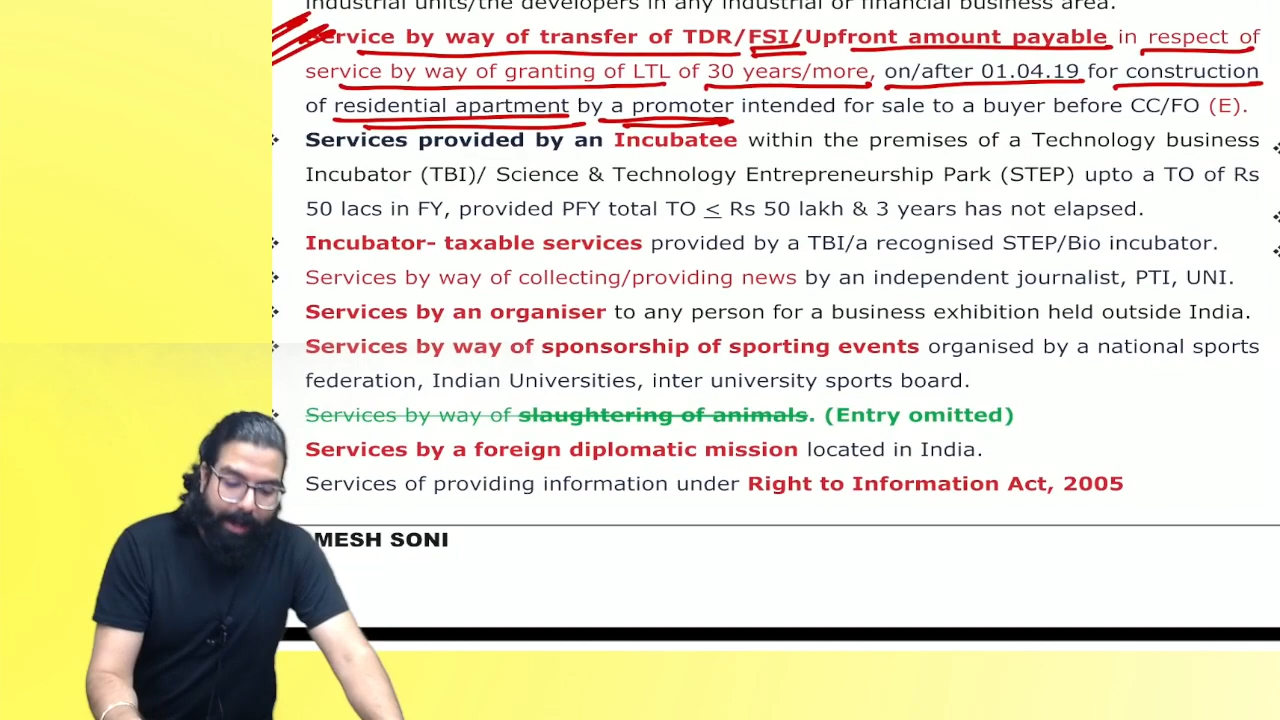 industrial units/the developers in any industrial or financial business area.
Service by way of transfer of TDR/FSI/Upfront amount payable in respect of
service by way of granting of LTL of 30 years/more, on/after 01.04.19 for construction
of residential apartment by a promoter intended for sale to a buyer before CC/FO (E).
Services provided by an Incubatee within the premises of a Technology business
Incubator (TBI)/ Science & Technology Entrepreneurship Park (STEP) upto a TO of Rs
50 lacs in FY, provided PFY total TO ≤ Rs 50 lakh & 3 years has not elapsed.
Incubator- taxable services provided by a TBI/a recognised STEP/Bio incubator.
Services by way of collecting/providing news by an independent journalist, PTI, UNI.
Services by an organiser to any person for a business exhibition held outside India.
Services by way of sponsorship of sporting events organised by a national sports
federation, Indian Universities, inter university sports board.
Services by way of slaughtering of animals. (Entry omitted)
Services by a foreign diplomatic mission located in India.
Services of providing information under Right to Information Act, 2005
MESH SONI